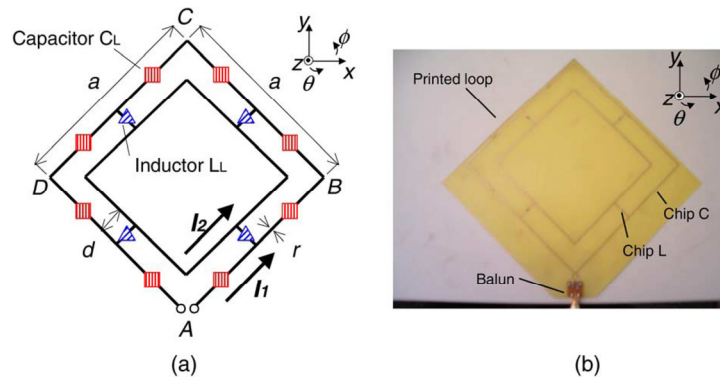 C
Capacitor CL
a
a
y
ϕ
z
x
θ
Inductor LL
D
B
I2
d
r
I1
A
(a)
Printed loop
y
ϕ
z
x
θ
Chip C
Chip L
Balun
(b)